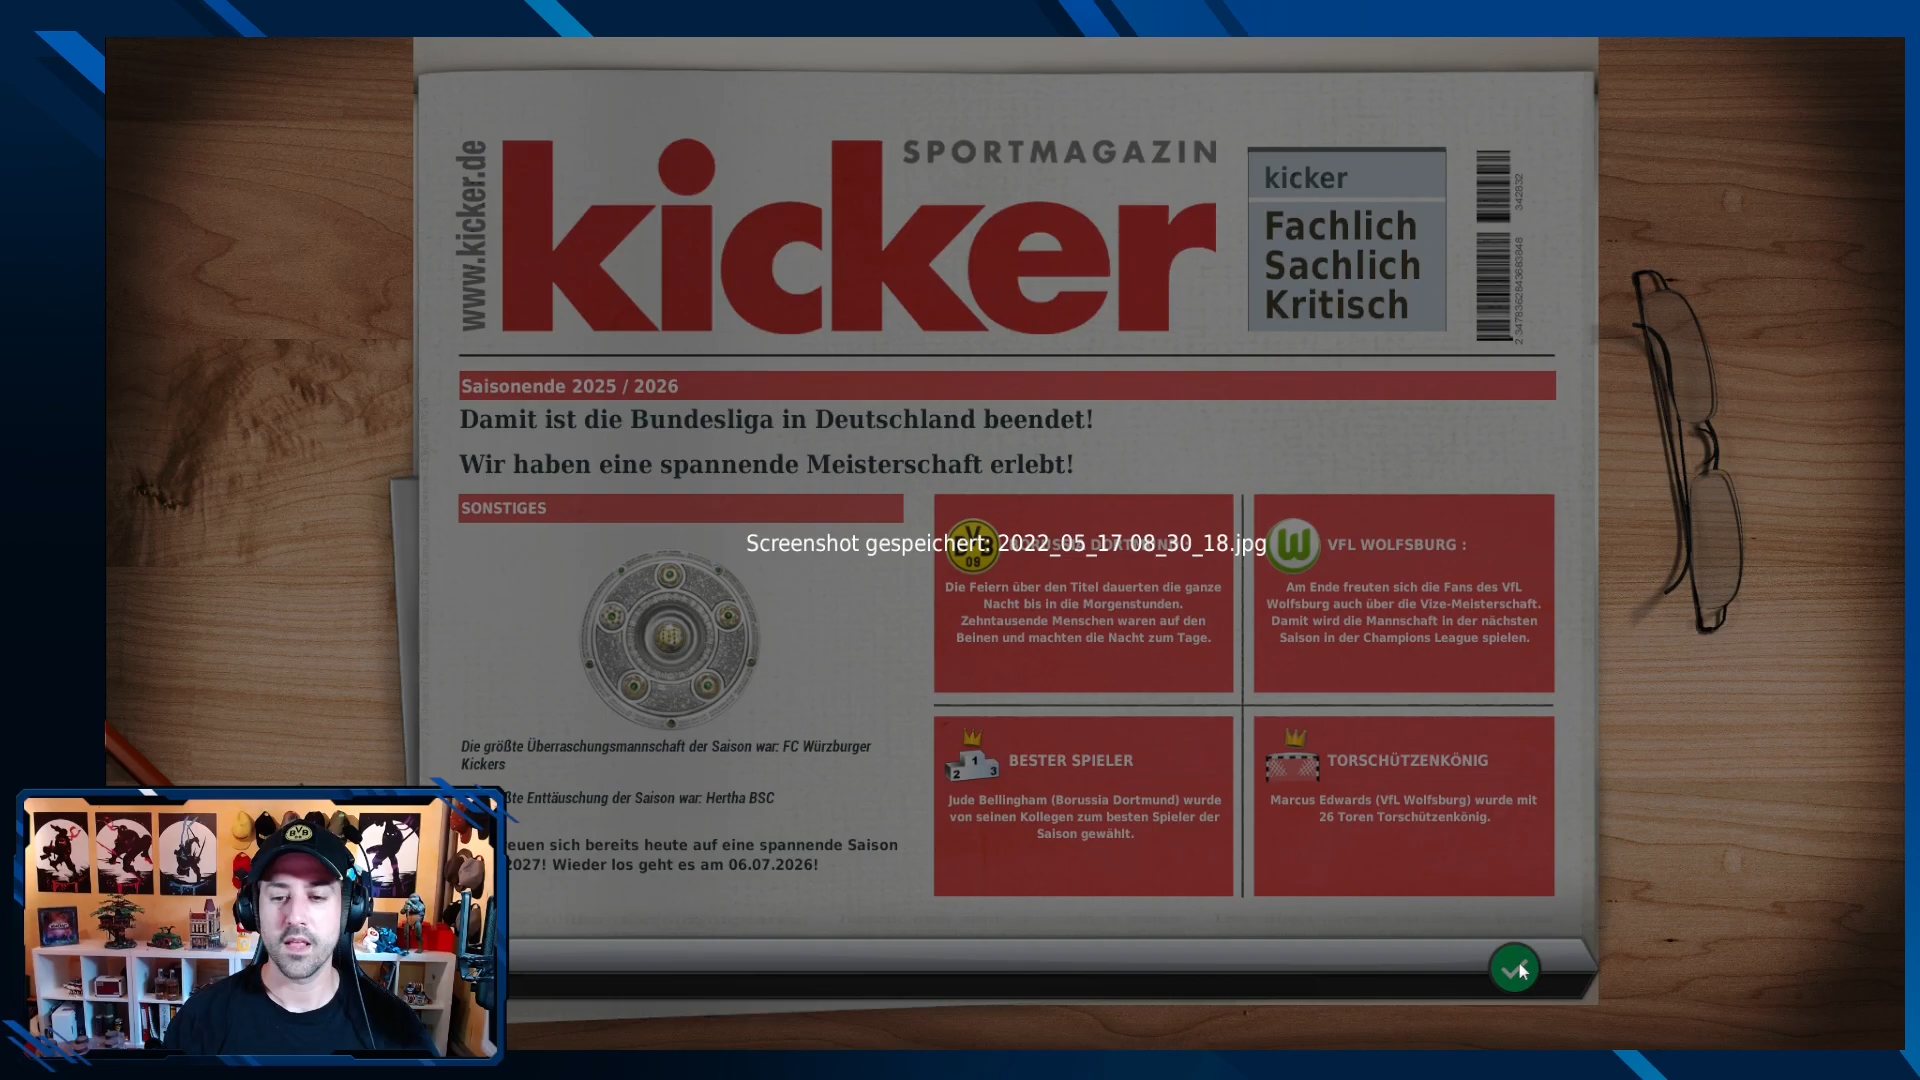 www.kicker.de
kicker
SPORTMAGAZIN
kicker
Fachlich
Sachlich
Kritisch
342832
Saisonende 2025 / 2026
Damit ist die Bundesliga in Deutschland beendet!
Wir haben eine spannende Meisterschaft erlebt!
SONSTIGES
Screenshot gespeichert: 2022_05_17 08_30_18.jpg
Die größte Überraschungsmannschaft der Saison war: FC Würzburger
Kickers
Enttäuschung der Saison war: Hertha BSC
sich bereits heute auf eine spannende Saison
Wieder los geht es am 06.07.2026!
BVB
09
Die Feiern über den Titel dauerten die ganze
Nacht bis in die Morgenstunden.
Zehntausende Menschen waren auf den
Beinen und machten die Nacht zum Tage.
W
VFL WOLFSBURG :
Am Ende freuten sich die Fans des VfL
Wolfsburg auch über die Vize-Meisterschaft.
Damit wird die Mannschaft in der nächsten
Saison in der Champions League spielen.
1
2
3
BESTER SPIELER
Jude Bellingham (Borussia Dortmund) wurde
von seinen Kollegen zum besten Spieler der
Saison gewählt.
TORSCHÜTZENKÖNIG
Marcus Edwards (VfL Wolfsburg) wurde mit
26 Toren Torschützenkönig.
BVB